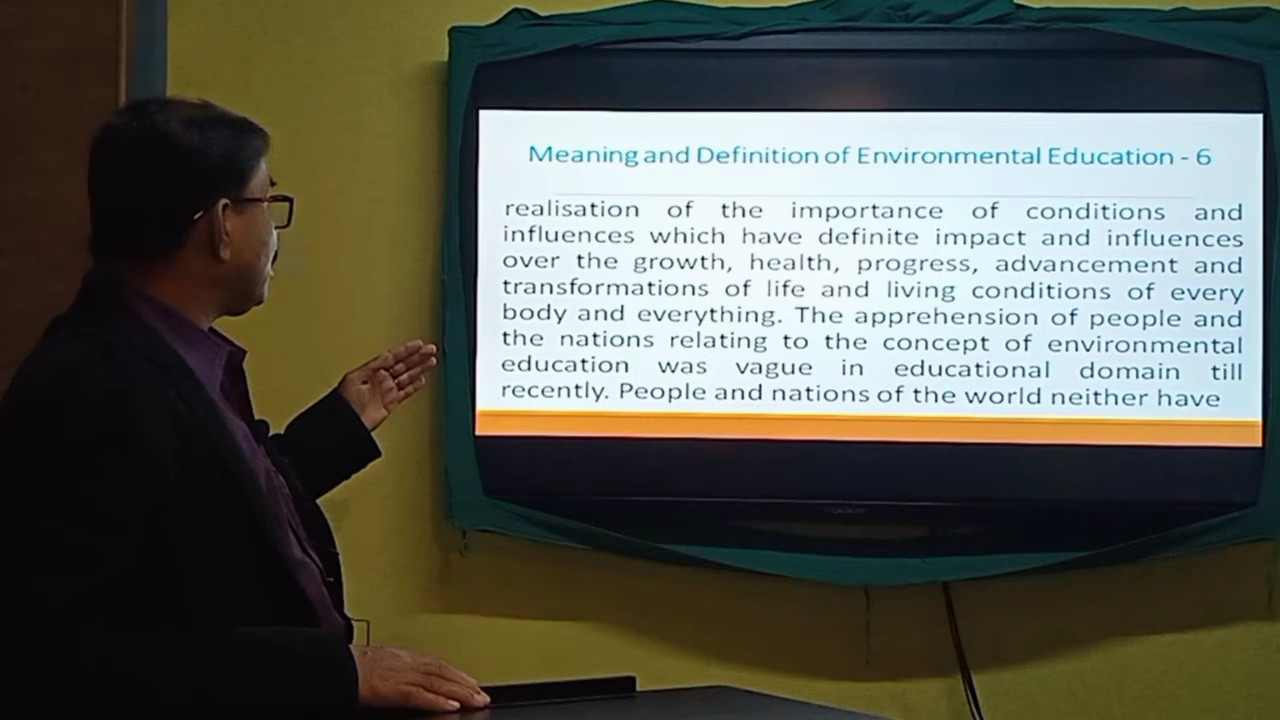 Meaning and Definition of Environmental Education - 6
realisation of the importance of conditions and
influences which have definite impact and influences
over the growth, health, progress, advancement and
transformations of life and living conditions of every
body and everything. The apprehension of people and
the nations relating to the concept of environmental
education was vague in educational domain till
recently. People and nations of the world neither have